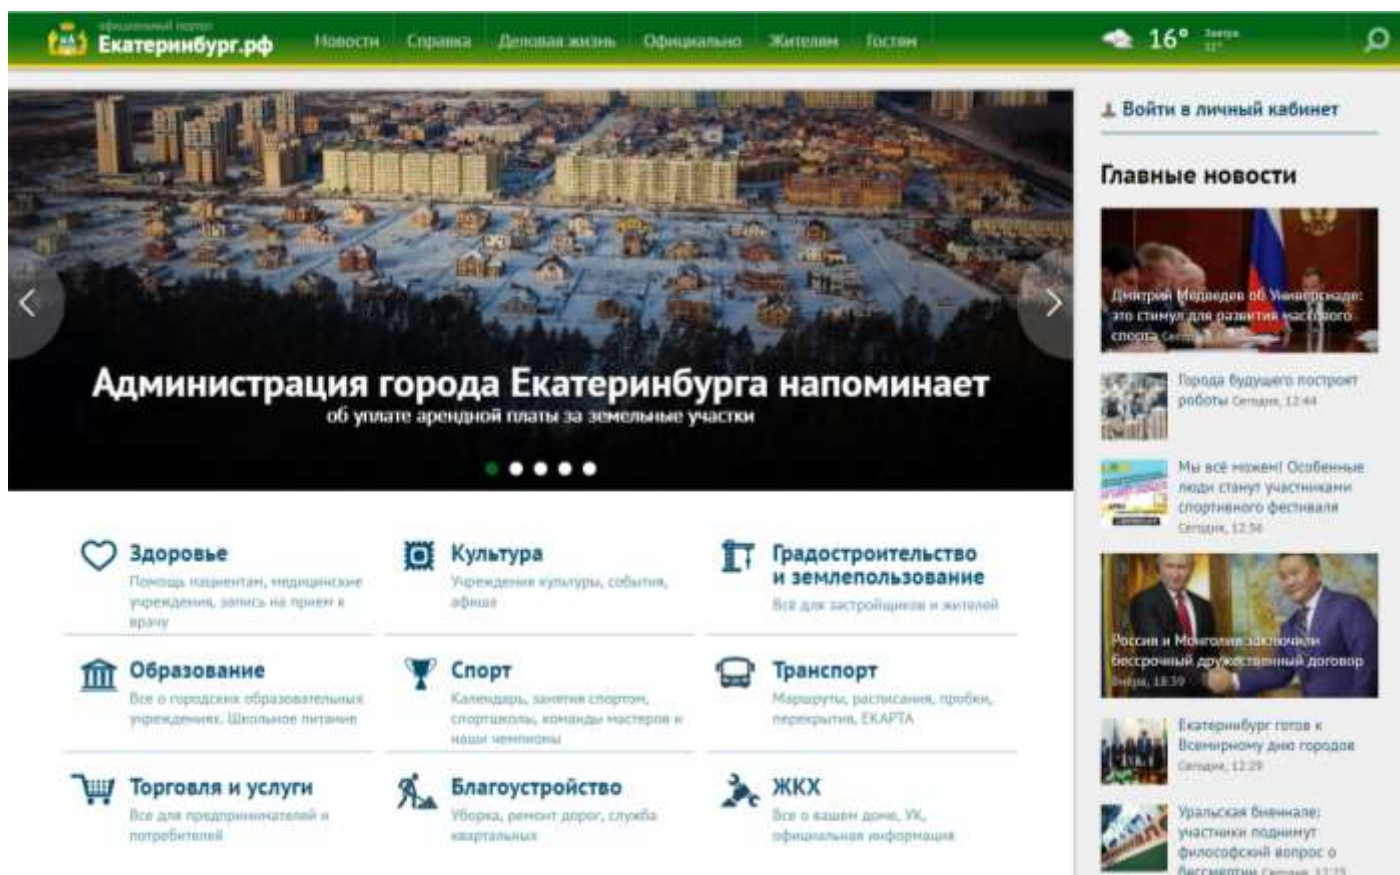 официальный портал
Екатеринбург.рф
Новости Справка Деловая жизнь Официально Жителям Гостям
16° Завтра
Войти в личный кабинет
Главные новости
Дмитрий Медведев об Универсиаде:
это стимул для развития массового
спорта
Администрация города Екатеринбурга напоминает
об уплате арендной платы за земельные участки
Города будущего построят
роботы Сегодня, 12:44
Мы всё можем! Особенные
люди станут участниками
спортивного фестиваля
Сегодня, 12:36
Россия и Монголия заключили
бессрочный дружественный договор
Вчера, 18:39
Екатеринбург готов к
Всемирному дню городов
Сегодня, 12:29
Уральская биеннале:
участники поднимут
философский вопрос о
бессмертии Сегодня, 12:23
Здоровье
Помощь пациентам, медицинские
учреждения, запись на прием к
врачу
Культура
Учреждения культуры, события,
афиша
Градостроительство
и землепользование
Всё для застройщиков и жителей
Образование
Все о городских образовательных
учреждениях. Школьное питание
Спорт
Календарь, занятия спортом,
спортшколы, команды мастеров и
наши чемпионы
Транспорт
Маршруты, расписания, пробки,
перекрытия, ЕКАРТА
Торговля и услуги
Все для предпринимателей и
потребителей
Благоустройство
Уборка, ремонт дорог, служба
квартальных
ЖКХ
Все о вашем доме, УК,
официальная информация